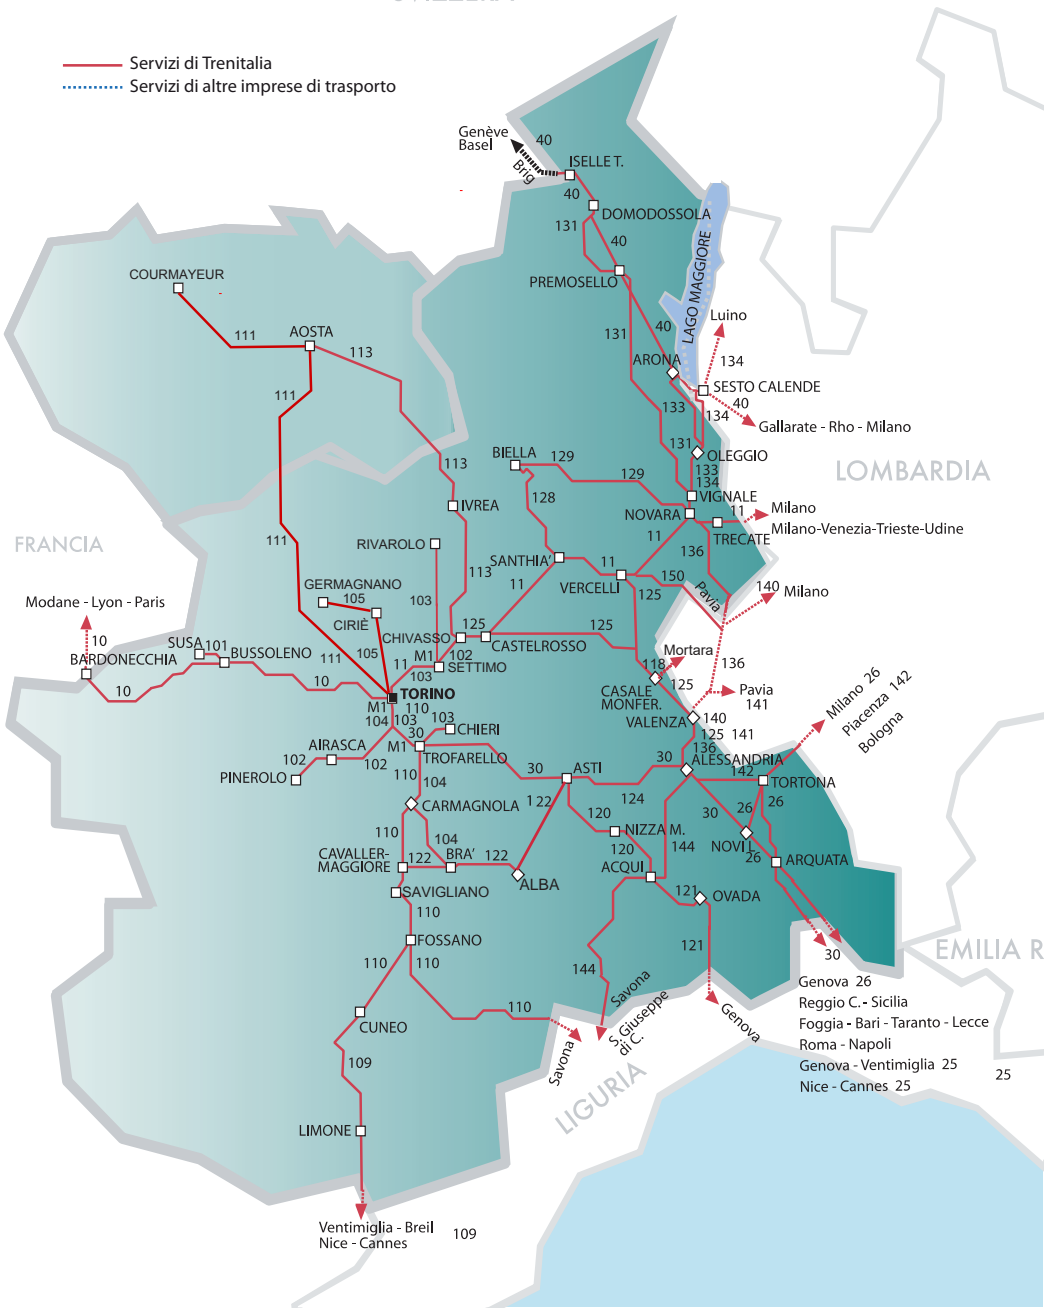 Servizi di Trenitalia
Servizi di altre imprese di trasporto
Genève
Basel
40
Brig
ISELLE T.
40
DOMODOSSOLA
131
40
PREMOSELLO
LAGO MAGGIORE
COURMAYEUR
111
AOSTA
113
131
40
Luino
ARONA
134
SESTO CALENDE
40
111
133
134
Gallarate - Rho - Milano
131
OLEGGIO
BIELLA
129
113
129
133
134
LOMBARDIA
128
IVREA
VIGNALE
NOVARA
11
Milano
TRECATE
Milano-Venezia-Trieste-Udine
FRANCIA
111
RIVAROLO
11
136
SANTHIA'
11
113
11
VERCELLI
150
125
Pavia
140
Milano
GERMAGNANO
105
CIRIÈ
103
Modane - Lyon - Paris
10
SUSA
101
BARDONECCHIA
BUSSOLENO
111
105
CHIVASSO
125
CASTELROSSO
125
M1
102
SETTIMO
11
103
118
Mortara
136
10
10
TORINO
M1
110
CASALE
MONFER.
125
Pavia
141
VALENZA
140
Milano 26
Piacenza 142
Bologna
104
103
103
CHIERI
30
M1
TROFARELLO
125
141
136
AIRASCA
102
102
PINEROLO
110
104
30
ASTI
30
ALESSANDRIA
142
TORTONA
124
122
CARMAGNOLA
26
26
30
110
104
120
NIZZA M.
120
144
NOVI L.
26
ARQUATA
CAVALLER-
MAGGIORE
122
BRA'
122
ALBA
ACQUI
SAVIGLIANO
121
OVADA
110
FOSSANO
110
110
121
EMILIA R
30
144
Savona
S. Giuseppe
di C.
Genova
110
Savona
CUNEO
109
Genova 26
Reggio C. - Sicilia
Foggia - Bari - Taranto - Lecce
Roma - Napoli
Genova - Ventimiglia 25
25
Nice - Cannes 25
LIGURIA
LIMONE
Ventimiglia - Breil
109
Nice - Cannes